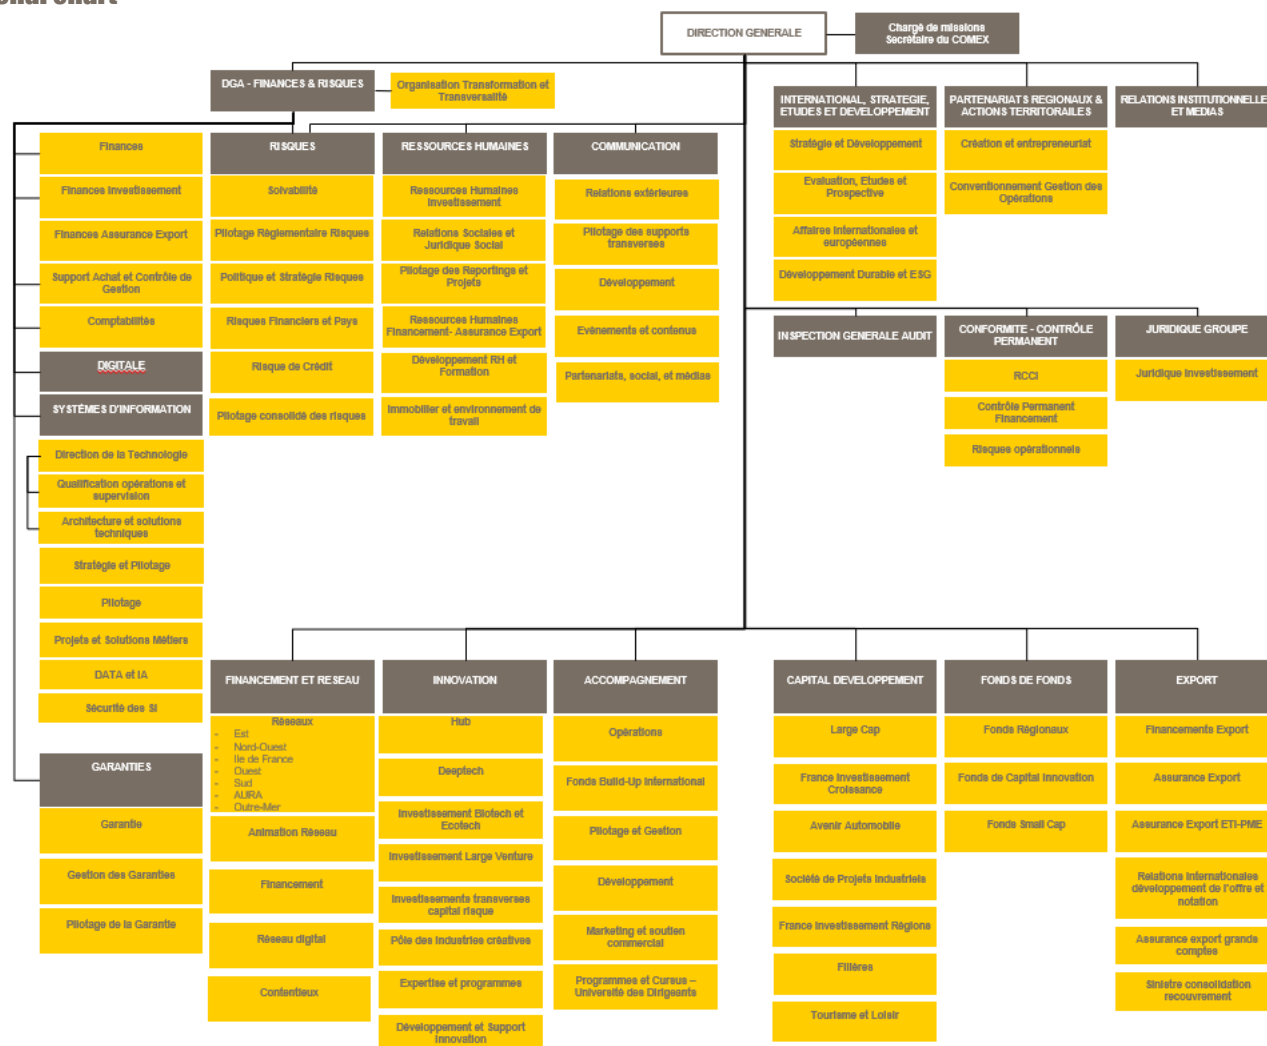 DIRECTION GENERALE
Chargé de missions
Secrétaire du COMEX
DGA - FINANCES & RISQUES
Organisation Transformation et
Transversalité
INTERNATIONAL, STRATEGIE,
ETUDES ET DEVELOPPEMENT
PARTENARIATS REGIONAUX &
ACTIONS TERRITORAILES
RELATIONS INSTITUTIONNELLE
ET MEDIAS
Stratégie et Développement
Evaluation, Etudes et
Prospective
Affaires Internationales et
européennes
Développement Durable et ESG
Création et entrepreneuriat
Conventionnement Gestion des
Opérations
Finances
Finances Investissement
Finances Assurance Export
Support Achat et Contrôle de
Gestion
Comptabilités
DIGITALE
SYSTÈMES D'INFORMATION
Direction de la Technologie
Qualification opérations et
supervision
Architecture et solutions
techniques
Stratégie et Pilotage
Pilotage
Projets et Solutions Métiers
DATA et IA
Sécurité des SI
GARANTIES
Garantie
Gestion des Garanties
Pilotage de la Garantie
RISQUES
Solvabilité
Pilotage Réglementaire Risques
Politique et Stratégie Risques
Risques Financiers et Pays
Risque de Crédit
Pilotage consolidé des risques
RESSOURCES HUMAINES
Ressources Humaines
Investissement
Relations Sociales et
Juridique Social
Pilotage des Reportings et
Projets
Ressources Humaines
Financement- Assurance Export
Développement RH et
Formation
Immobilier et environnement de
travail
COMMUNICATION
Relations extérieures
Pilotage des supports
transverses
Développement
Evènements et contenus
Partenariats, social, et médias
INSPECTION GENERALE AUDIT
CONFORMITE - CONTRÔLE
PERMANENT
RCCI
Contrôle Permanent
Financement
Risques opérationnels
JURIDIQUE GROUPE
Juridique Investissement
FINANCEMENT ET RESEAU
Réseaux
- Est
- Nord-Ouest
- Ile de France
- Ouest
- Sud
- AURA
- Outre-Mer
Animation Réseau
Financement
Réseau digital
Contentieux
INNOVATION
Hub
Deeptech
Investissement Biotech et
Ecotech
Investissement Large Venture
Investissements transverses
capital risque
Pôle des industries créatives
Expertise et programmes
Développement et Support
Innovation
ACCOMPAGNEMENT
Opérations
Fonds Build-Up International
Pilotage et Gestion
Développement
Marketing et soutien
commercial
Programmes et Cursus –
Université des Dirigeants
CAPITAL DEVELOPPEMENT
Large Cap
France Investissement
Croissance
Avenir Automobile
Société de Projets Industriels
France Investissement Régions
Filières
Tourisme et Loisir
FONDS DE FONDS
Fonds Régionaux
Fonds de Capital Innovation
Fonds Small Cap
EXPORT
Financements Export
Assurance Export
Assurance Export ETI-PME
Relations Internationales
développement de l'offre et
notation
Assurance export grands
comptes
Sinistre consolidation
recouvrement